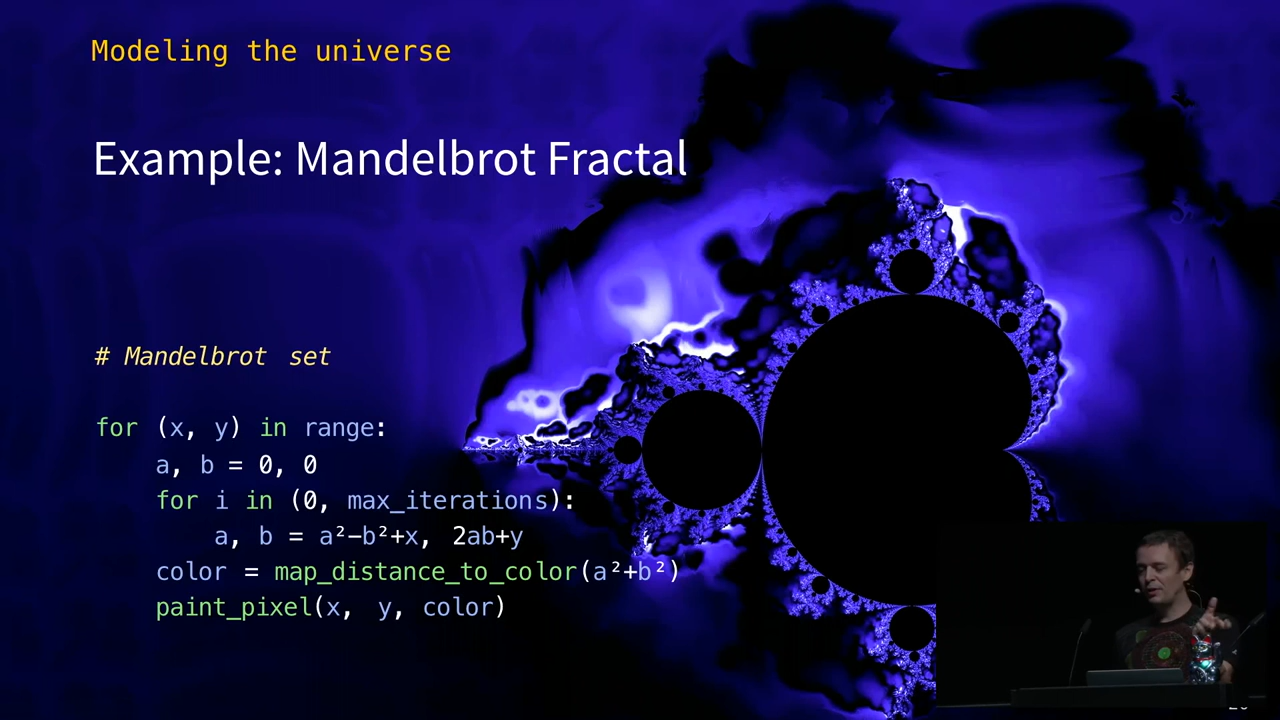 Modeling the universe
Example: Mandelbrot Fractal
# Mandelbrot set
for (x, y) in range:
a, b = 0, 0
for i in (0, max_iterations):
a, b = a²−b²+x, 2ab+y
color = map_distance_to_color(a²+b²)
paint_pixel(x, y, color)